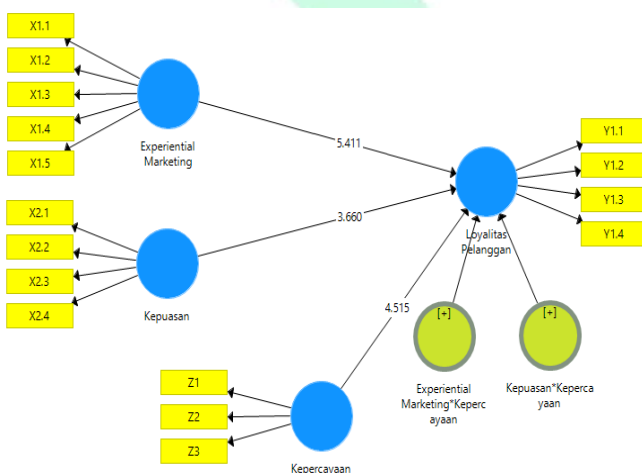 X1.1
X1.2
X1.3
X1.4
X1.5
Experiential
Marketing
5.411
X2.1
X2.2
X2.3
X2.4
Kepuasan
3.660
Y1.1
Y1.2
Y1.3
Y1.4
Loyalitas
Pelanggan
4.515
[+]
Experiential
Marketing*Keperc
ayaan
[+]
Kepuasan*Keperca
yaan
Z1
Z2
Z3
Kepercayaan